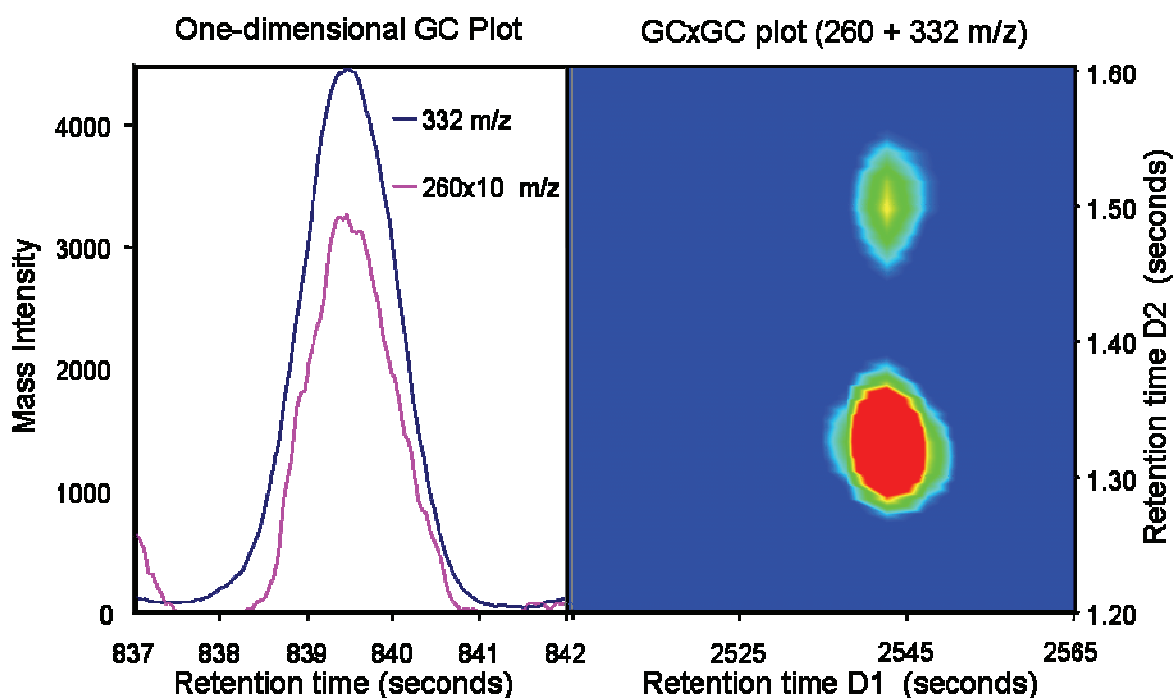 One-dimensional GC Plot
GCxGC plot (260 + 332 m/z)
Mass Intensity
4000
3000
2000
1000
0
332 m/z
260x10 m/z
837 838 839 840 841 842
Retention time (seconds)
1.60
1.50
1.40
1.30
1.20
Retention time D2 (seconds)
2525 2545 2565
Retention time D1 (seconds)